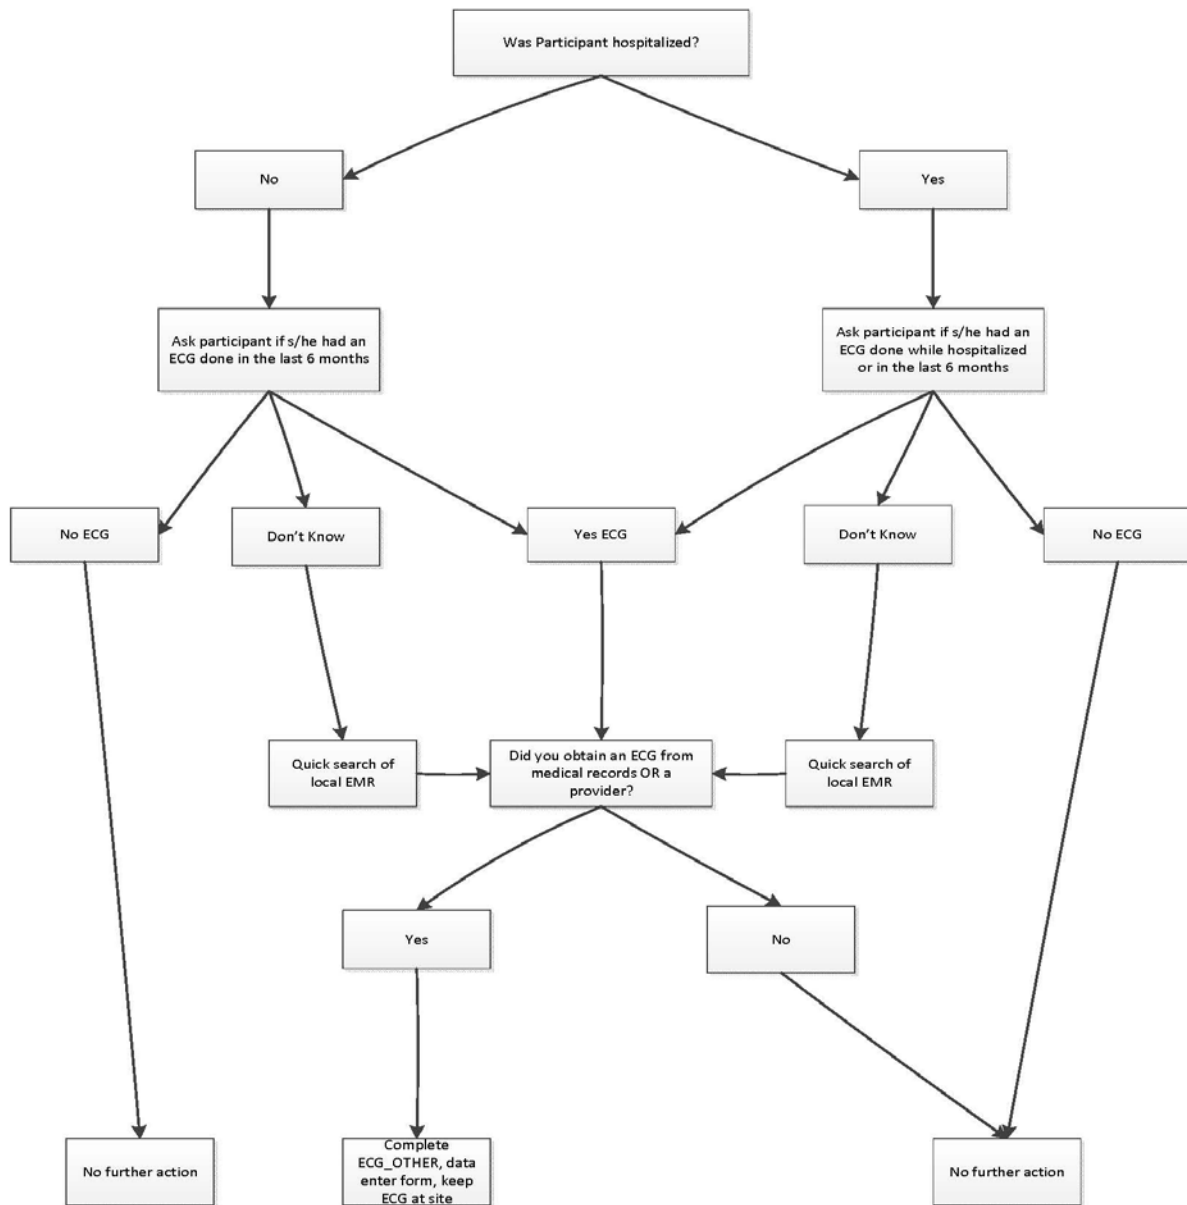 Was Participant hospitalized?
No
Yes
Ask participant if s/he had an
ECG done in the last 6 months
Ask participant if s/he had an
ECG done while hospitalized
or in the last 6 months
No ECG
Don’t Know
Yes ECG
Don’t Know
No ECG
Quick search of
local EMR
Did you obtain an ECG from
medical records OR a
provider?
Quick search of
local EMR
Yes
No
No further action
Complete
ECG_OTHER, data
enter form, keep
ECG at site
No further action